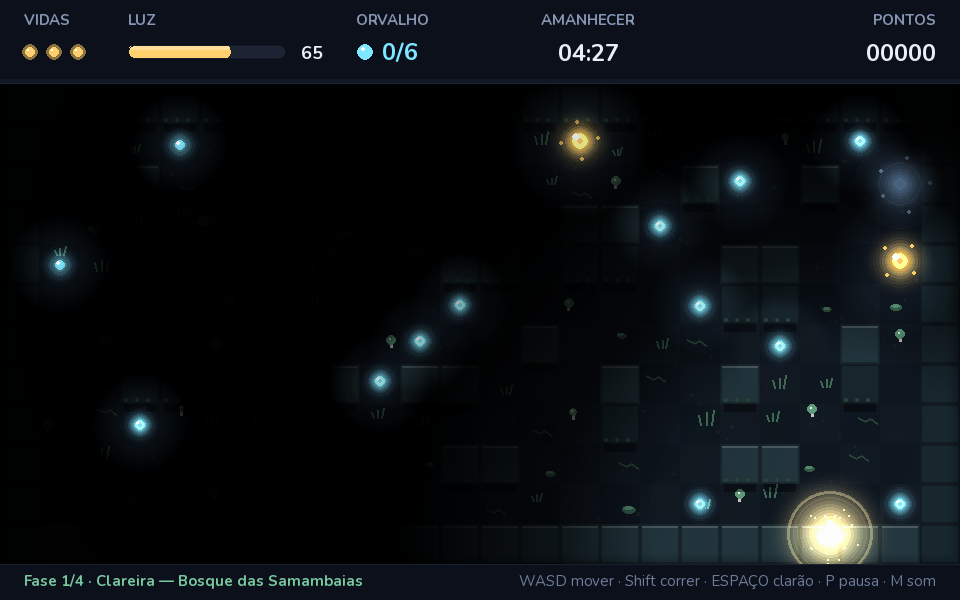 VIDAS LUZ ORVALHO AMANHECER PONTOS
65 0/6 04:27 00000
Fase 1/4 · Clareira — Bosque das Samambaias WASD mover · Shift correr · ESPAÇO clarão · P pausa · M som